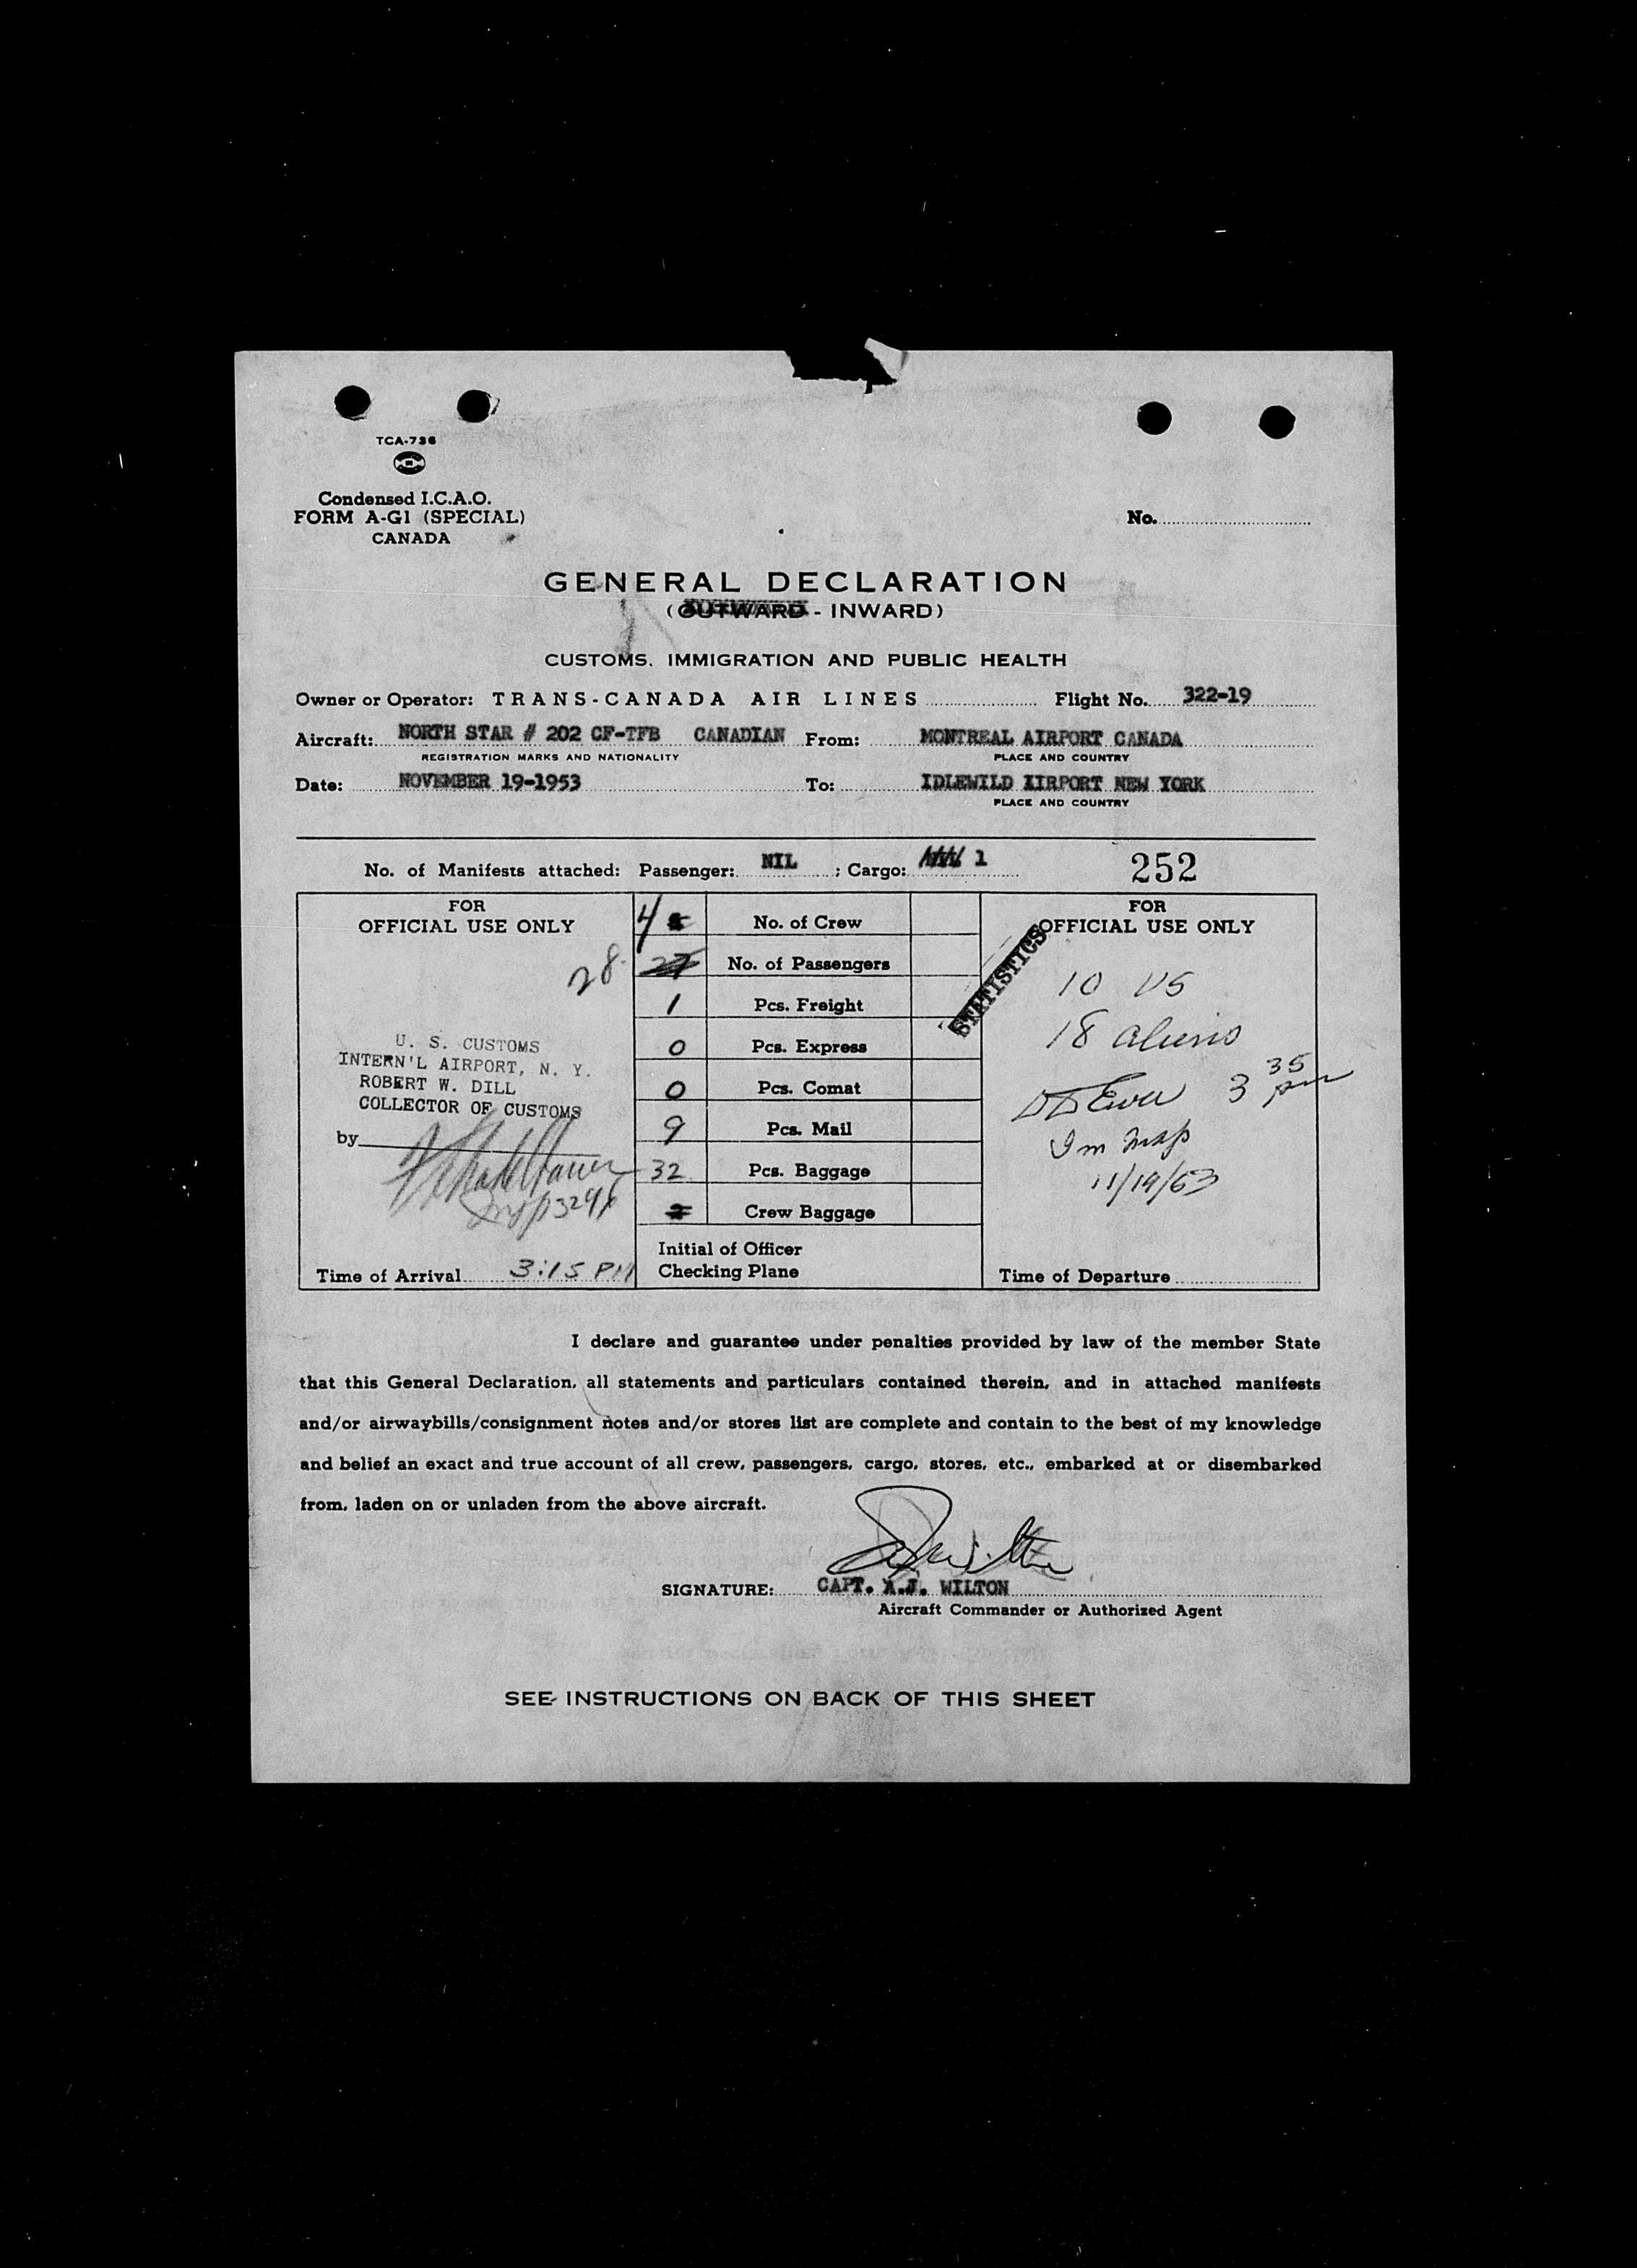 TCA-736
Condensed I.C.A.O.
FORM A-G1 (SPECIAL)
CANADA
No.
GENERAL DECLARATION
(OUTWARD - INWARD)
CUSTOMS, IMMIGRATION AND PUBLIC HEALTH
Owner or Operator: TRANS-CANADA AIR LINES Flight No. 322-19
Aircraft: NORTH STAR # 202 CF-TFB CANADIAN From: MONTREAL AIRPORT CANADA
REGISTRATION MARKS AND NATIONALITY PLACE AND COUNTRY
Date: NOVEMBER 19-1953 To: IDLEWILD AIRPORT NEW YORK
PLACE AND COUNTRY
No. of Manifests attached: Passenger: NIL ; Cargo: 1 252
FOR
OFFICIAL USE ONLY
28
U. S. CUSTOMS
INTERN'L AIRPORT, N. Y.
ROBERT W. DILL
COLLECTOR OF CUSTOMS
by
Time of Arrival 3:15 PM
4 No. of Crew
27 No. of Passengers
1 Pcs. Freight
0 Pcs. Express
0 Pcs. Comat
9 Pcs. Mail
32 Pcs. Baggage
Crew Baggage
Initial of Officer
Checking Plane
FOR
OFFICIAL USE ONLY
STATISTICS
10 US
18 aliens
3 35 pm
Im Insp
11/19/53
Time of Departure
I declare and guarantee under penalties provided by law of the member State
that this General Declaration, all statements and particulars contained therein, and in attached manifests
and/or airwaybills/consignment notes and/or stores list are complete and contain to the best of my knowledge
and belief an exact and true account of all crew, passengers, cargo, stores, etc., embarked at or disembarked
from, laden on or unladen from the above aircraft.
SIGNATURE: CAPT. A.J. WILTON
Aircraft Commander or Authorized Agent
SEE INSTRUCTIONS ON BACK OF THIS SHEET